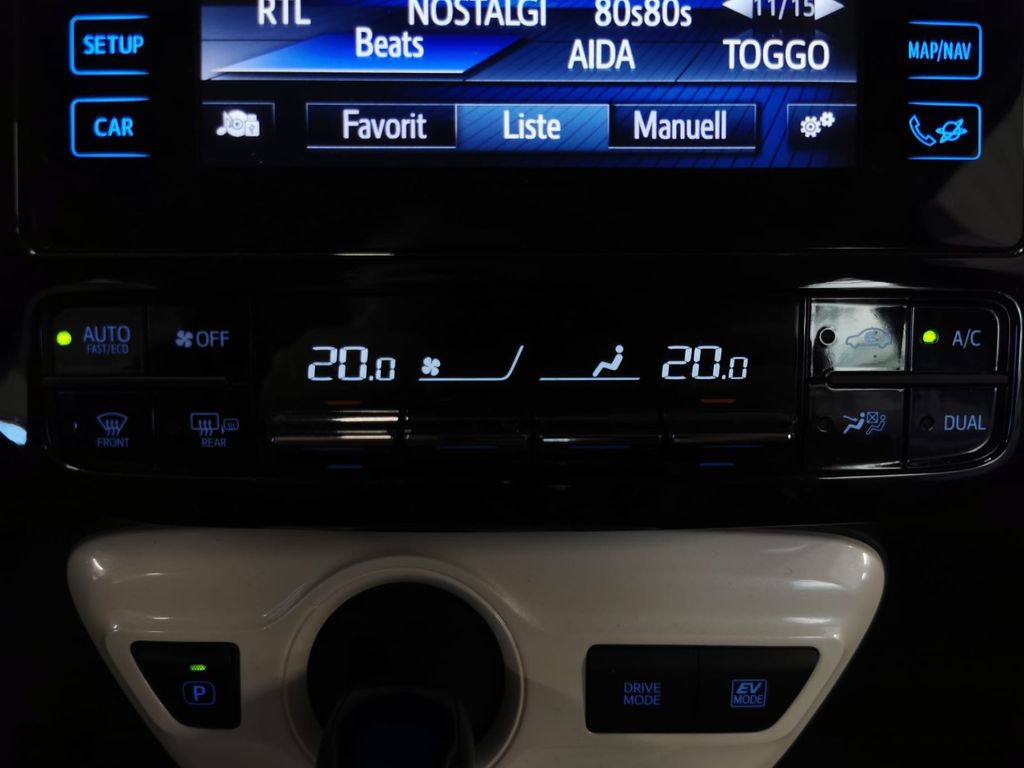 RTL NOSTALGI 80s80s 11/15
Beats AIDA TOGGO
SETUP
MAP/NAV
CAR
Favorit Liste Manuell
AUTO
FAST/ECO
OFF
20.0
20.0
A/C
FRONT
REAR
DUAL
P
DRIVE
MODE
EV
MODE